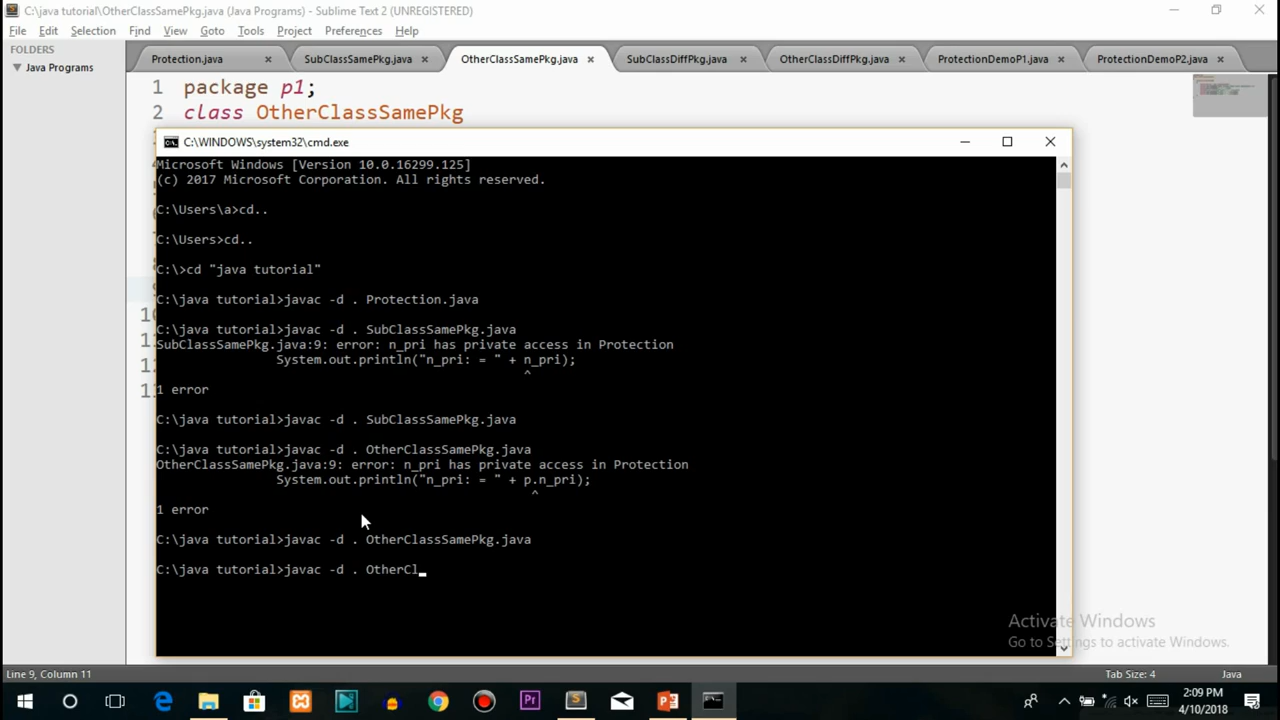 C:\java tutorial\OtherClassSamePkg.java (Java Programs) - Sublime Text 2 (UNREGISTERED)
File Edit Selection Find View Goto Tools Project Preferences Help
FOLDERS
Java Programs
Protection.java × SubClassSamePkg.java × OtherClassSamePkg.java × SubClassDiffPkg.java × OtherClassDiffPkg.java × ProtectionDemoP1.java × ProtectionDemoP2.java ×
1 package p1;
2 class OtherClassSamePkg
C:\WINDOWS\system32\cmd.exe
Microsoft Windows [Version 10.0.16299.125]
(c) 2017 Microsoft Corporation. All rights reserved.
C:\Users\a>cd..
C:\Users>cd..
C:\>cd "java tutorial"
C:\java tutorial>javac -d . Protection.java
C:\java tutorial>javac -d . SubClassSamePkg.java
SubClassSamePkg.java:9: error: n_pri has private access in Protection
System.out.println("n_pri: = " + n_pri);
^
1 error
C:\java tutorial>javac -d . SubClassSamePkg.java
C:\java tutorial>javac -d . OtherClassSamePkg.java
OtherClassSamePkg.java:9: error: n_pri has private access in Protection
System.out.println("n_pri: = " + p.n_pri);
^
1 error
C:\java tutorial>javac -d . OtherClassSamePkg.java
C:\java tutorial>javac -d . OtherCl_
Activate Windows
Go to Settings to activate Windows.
Line 9, Column 11 Tab Size: 4 Java
2:09 PM
4/10/2018